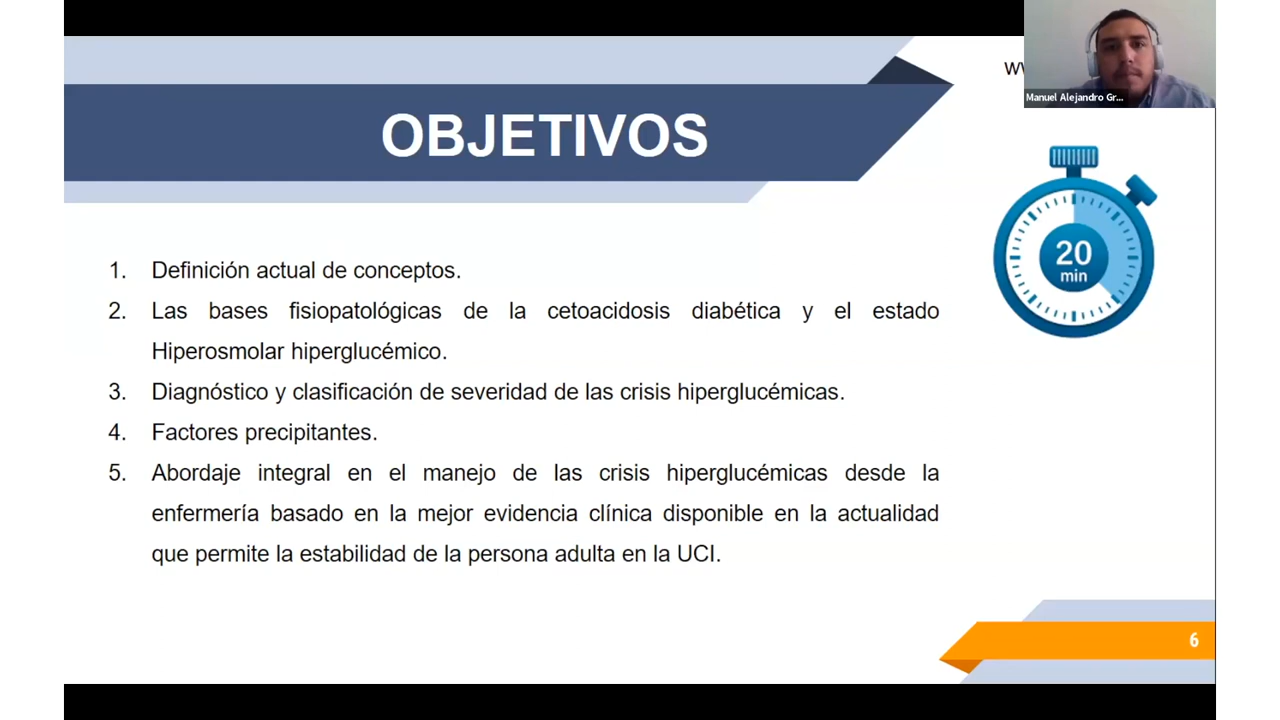 OBJETIVOS
Manuel Alejandro Gr...
20
min
1. Definición actual de conceptos.
2. Las bases fisiopatológicas de la cetoacidosis diabética y el estado
Hiperosmolar hiperglucémico.
3. Diagnóstico y clasificación de severidad de las crisis hiperglucémicas.
4. Factores precipitantes.
5. Abordaje integral en el manejo de las crisis hiperglucémicas desde la
enfermería basado en la mejor evidencia clínica disponible en la actualidad
que permite la estabilidad de la persona adulta en la UCI.
6